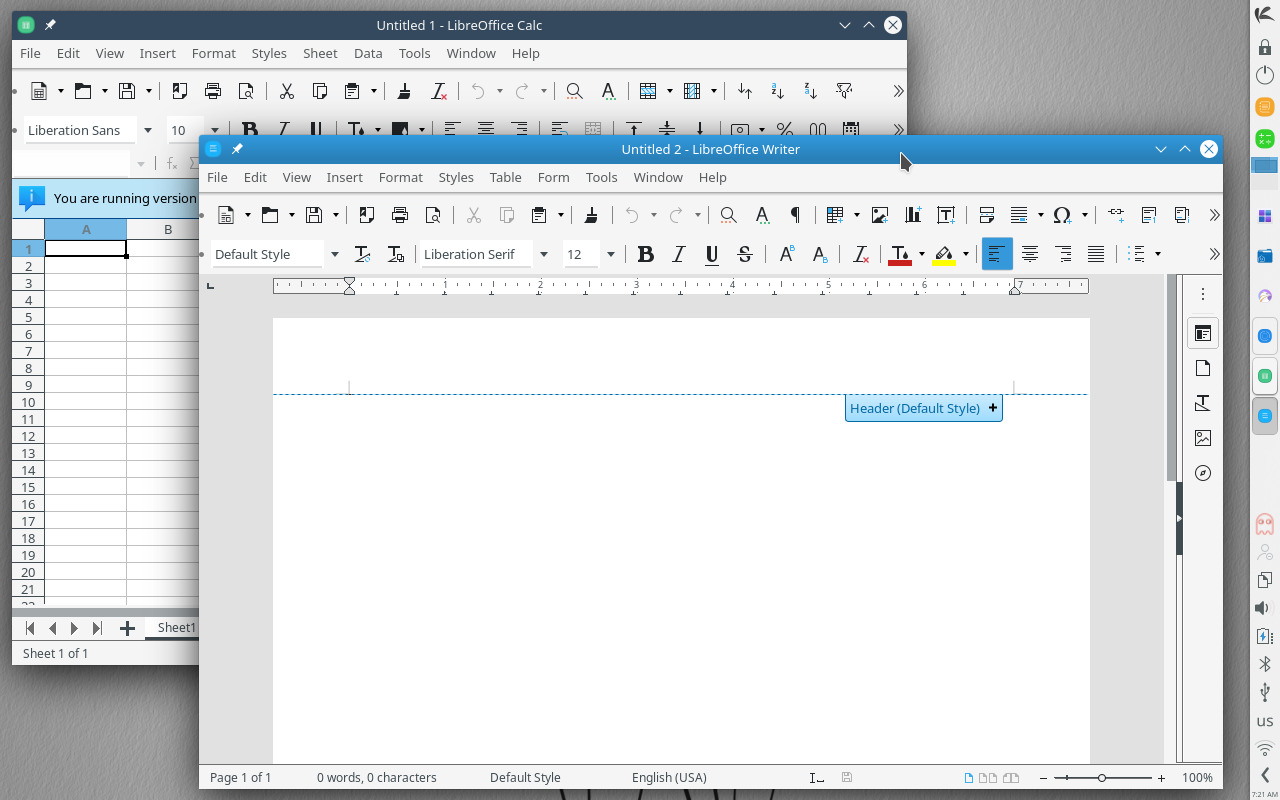 Untitled 1 - LibreOffice Calc
File Edit View Insert Format Styles Sheet Data Tools Window Help
Liberation Sans 10
You are running version
A B
1
2
3
4
5
6
7
8
9
10
11
12
13
14
15
16
17
18
19
20
21
22
Sheet1
Sheet 1 of 1
Untitled 2 - LibreOffice Writer
File Edit View Insert Format Styles Table Form Tools Window Help
Default Style Liberation Serif 12
1 2 3 4 5 6 7
Header (Default Style) +
Page 1 of 1 0 words, 0 characters Default Style English (USA) 100%
US
7:21 AM